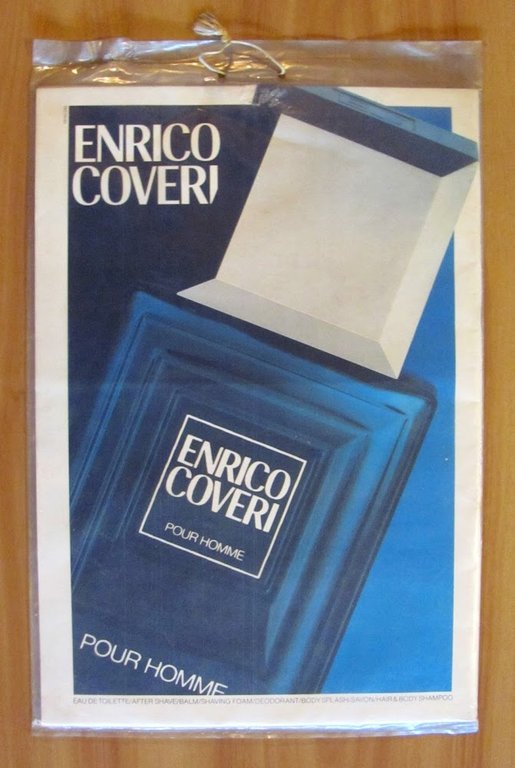 ENRICO
COVERI
ENRICO
COVERI
POUR HOMME
POUR HOMME
EAU DE TOILETTE/AFTER SHAVE/BALM/SHAVING FOAM/DEODORANT/BODY SPLASH/SAVON/HAIR & BODY SHAMPOO